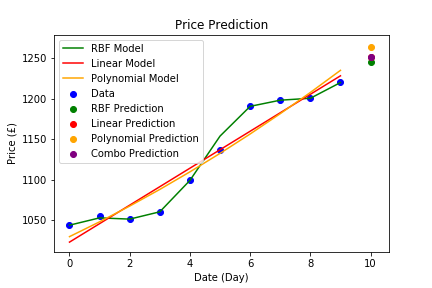 Price Prediction
RBF Model
Linear Model
Polynomial Model
Data
RBF Prediction
Linear Prediction
Polynomial Prediction
Combo Prediction
Price (£)
1250
1200
1150
1100
1050
0 2 4 6 8 10
Date (Day)